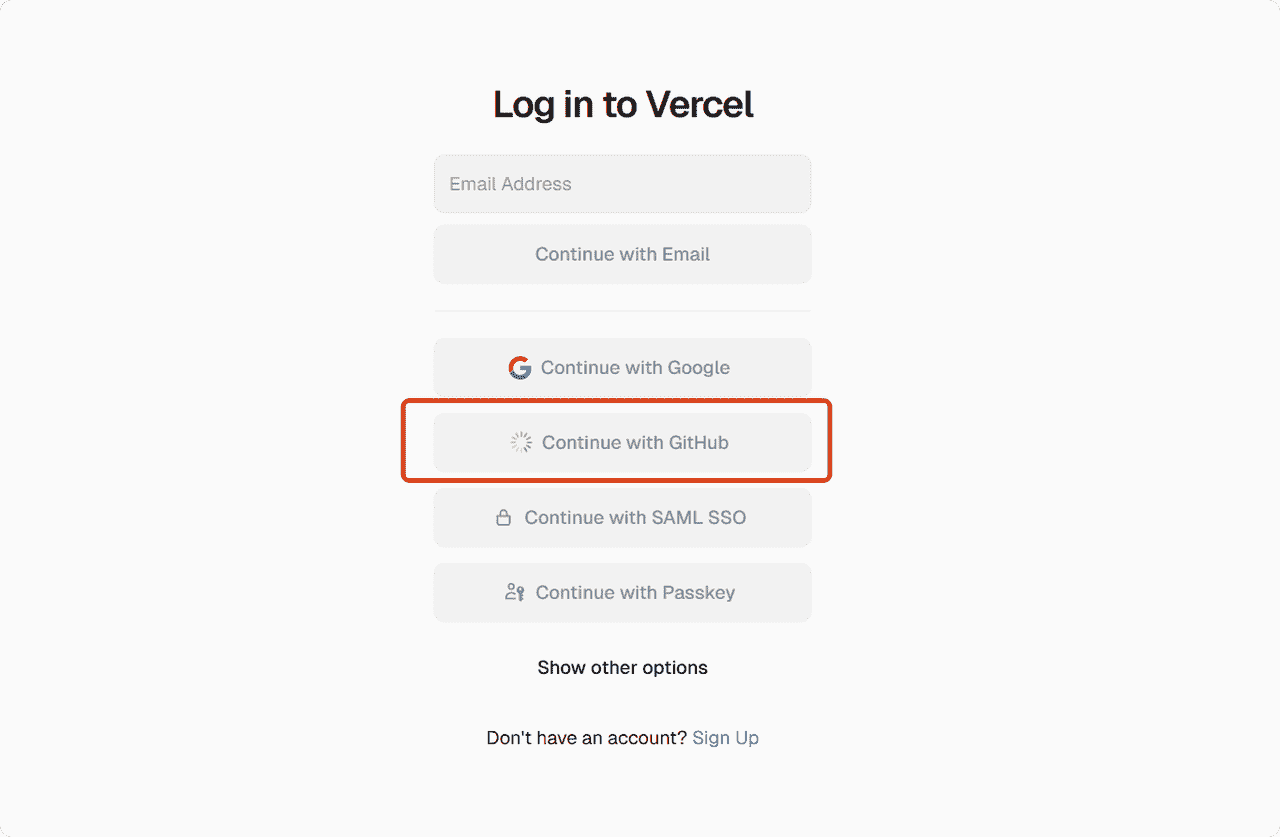 Log in to Vercel
Email Address
Continue with Email
Continue with Google
Continue with GitHub
Continue with SAML SSO
Continue with Passkey
Show other options
Don't have an account? Sign Up